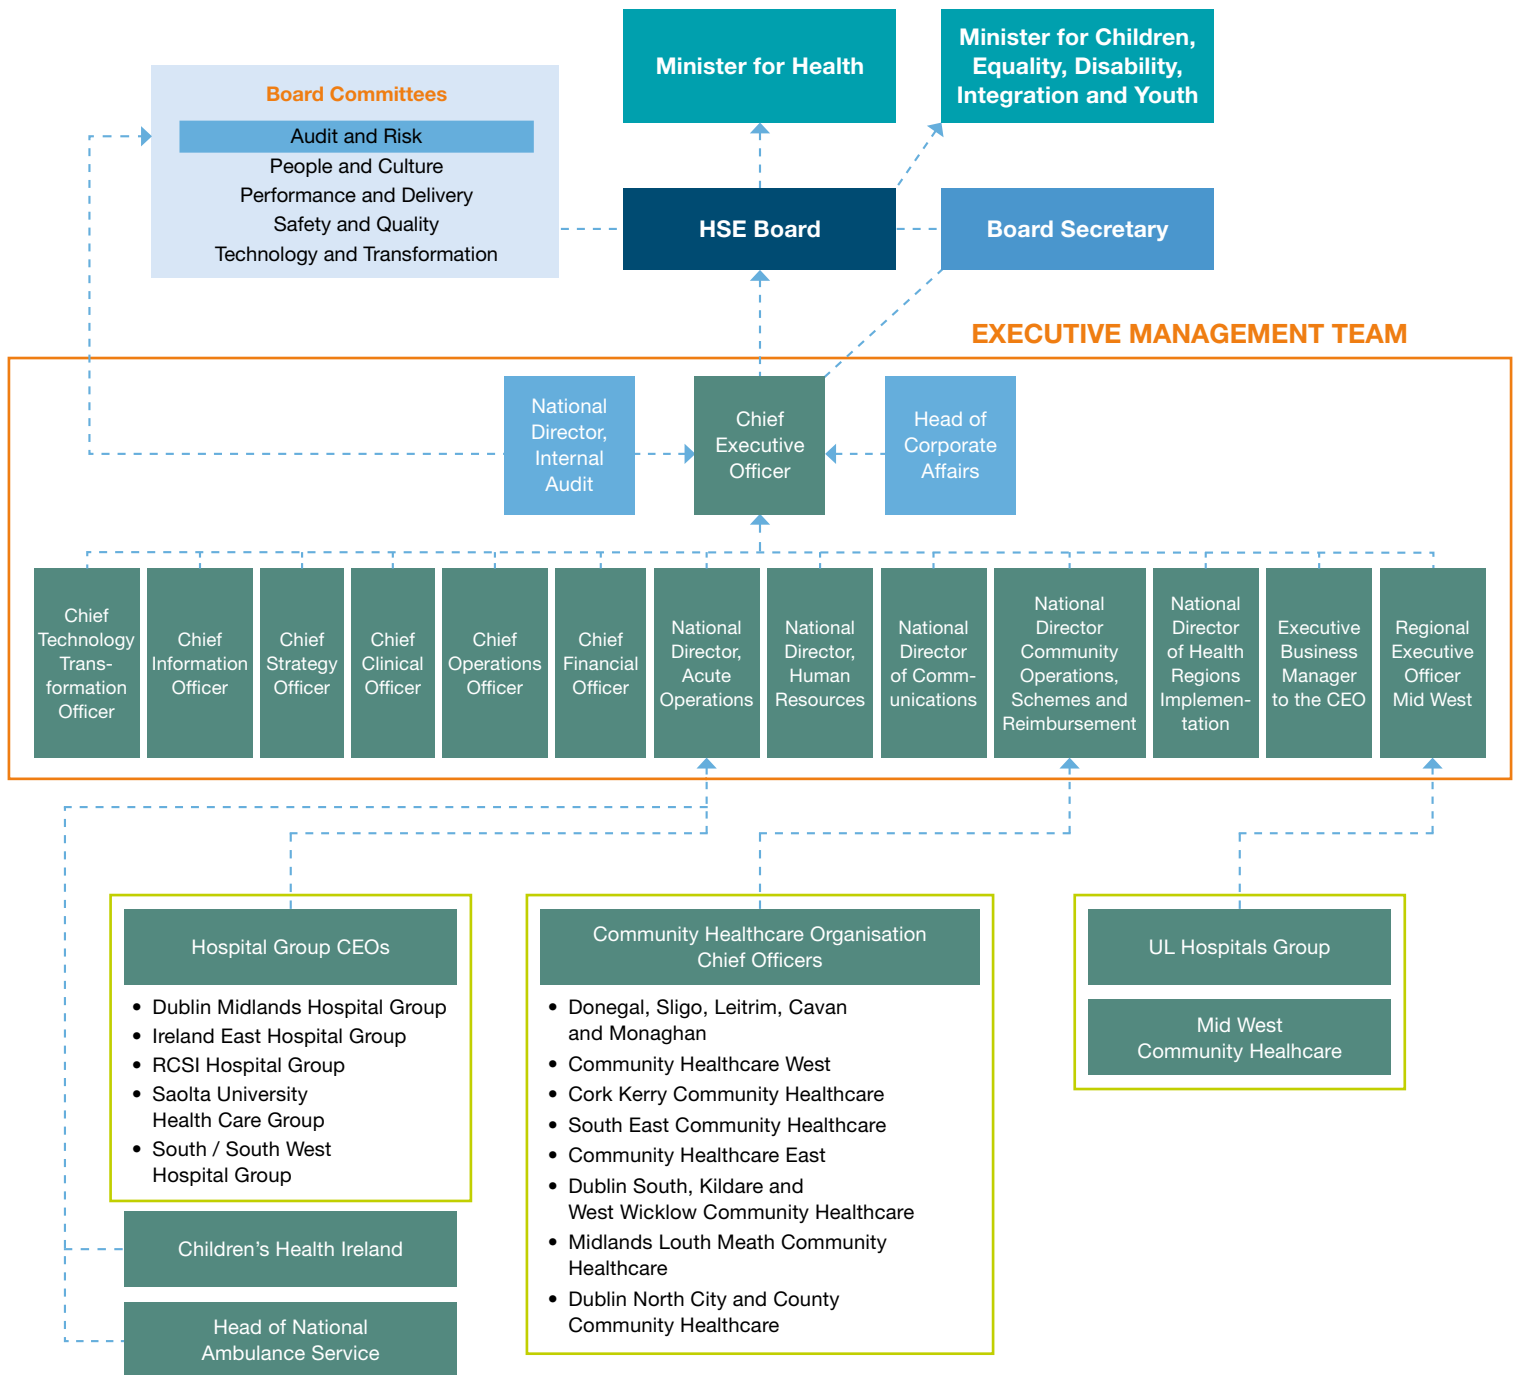 Minister for Health
Minister for Children,
Equality, Disability,
Integration and Youth
Board Committees
Audit and Risk
People and Culture
Performance and Delivery
Safety and Quality
Technology and Transformation
HSE Board
Board Secretary
EXECUTIVE MANAGEMENT TEAM
National
Director,
Internal
Audit
Chief
Executive
Officer
Head of
Corporate
Affairs
Chief
Technology
Trans-
formation
Officer
Chief
Information
Officer
Chief
Strategy
Officer
Chief
Clinical
Officer
Chief
Operations
Officer
Chief
Financial
Officer
National
Director,
Acute
Operations
National
Director,
Human
Resources
National
Director
of Comm-
unications
National
Director
Community
Operations,
Schemes and
Reimbursement
National
Director
of Health
Regions
Implemen-
tation
Executive
Business
Manager
to the CEO
Regional
Executive
Officer
Mid West
Hospital Group CEOs
• Dublin Midlands Hospital Group
• Ireland East Hospital Group
• RCSI Hospital Group
• Saolta University
Health Care Group
• South / South West
Hospital Group
Children’s Health Ireland
Head of National
Ambulance Service
Community Healthcare Organisation
Chief Officers
• Donegal, Sligo, Leitrim, Cavan
and Monaghan
• Community Healthcare West
• Cork Kerry Community Healthcare
• South East Community Healthcare
• Community Healthcare East
• Dublin South, Kildare and
West Wicklow Community Healthcare
• Midlands Louth Meath Community
Healthcare
• Dublin North City and County
Community Healthcare
UL Hospitals Group
Mid West
Community Healhcare